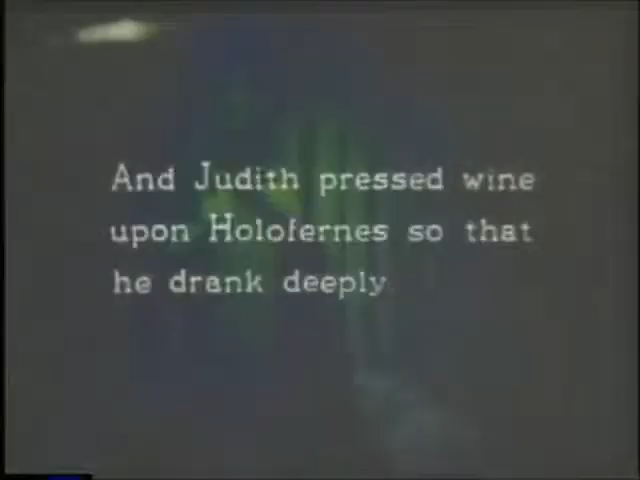 And Judith pressed wine
upon Holofernes so that
he drank deeply.